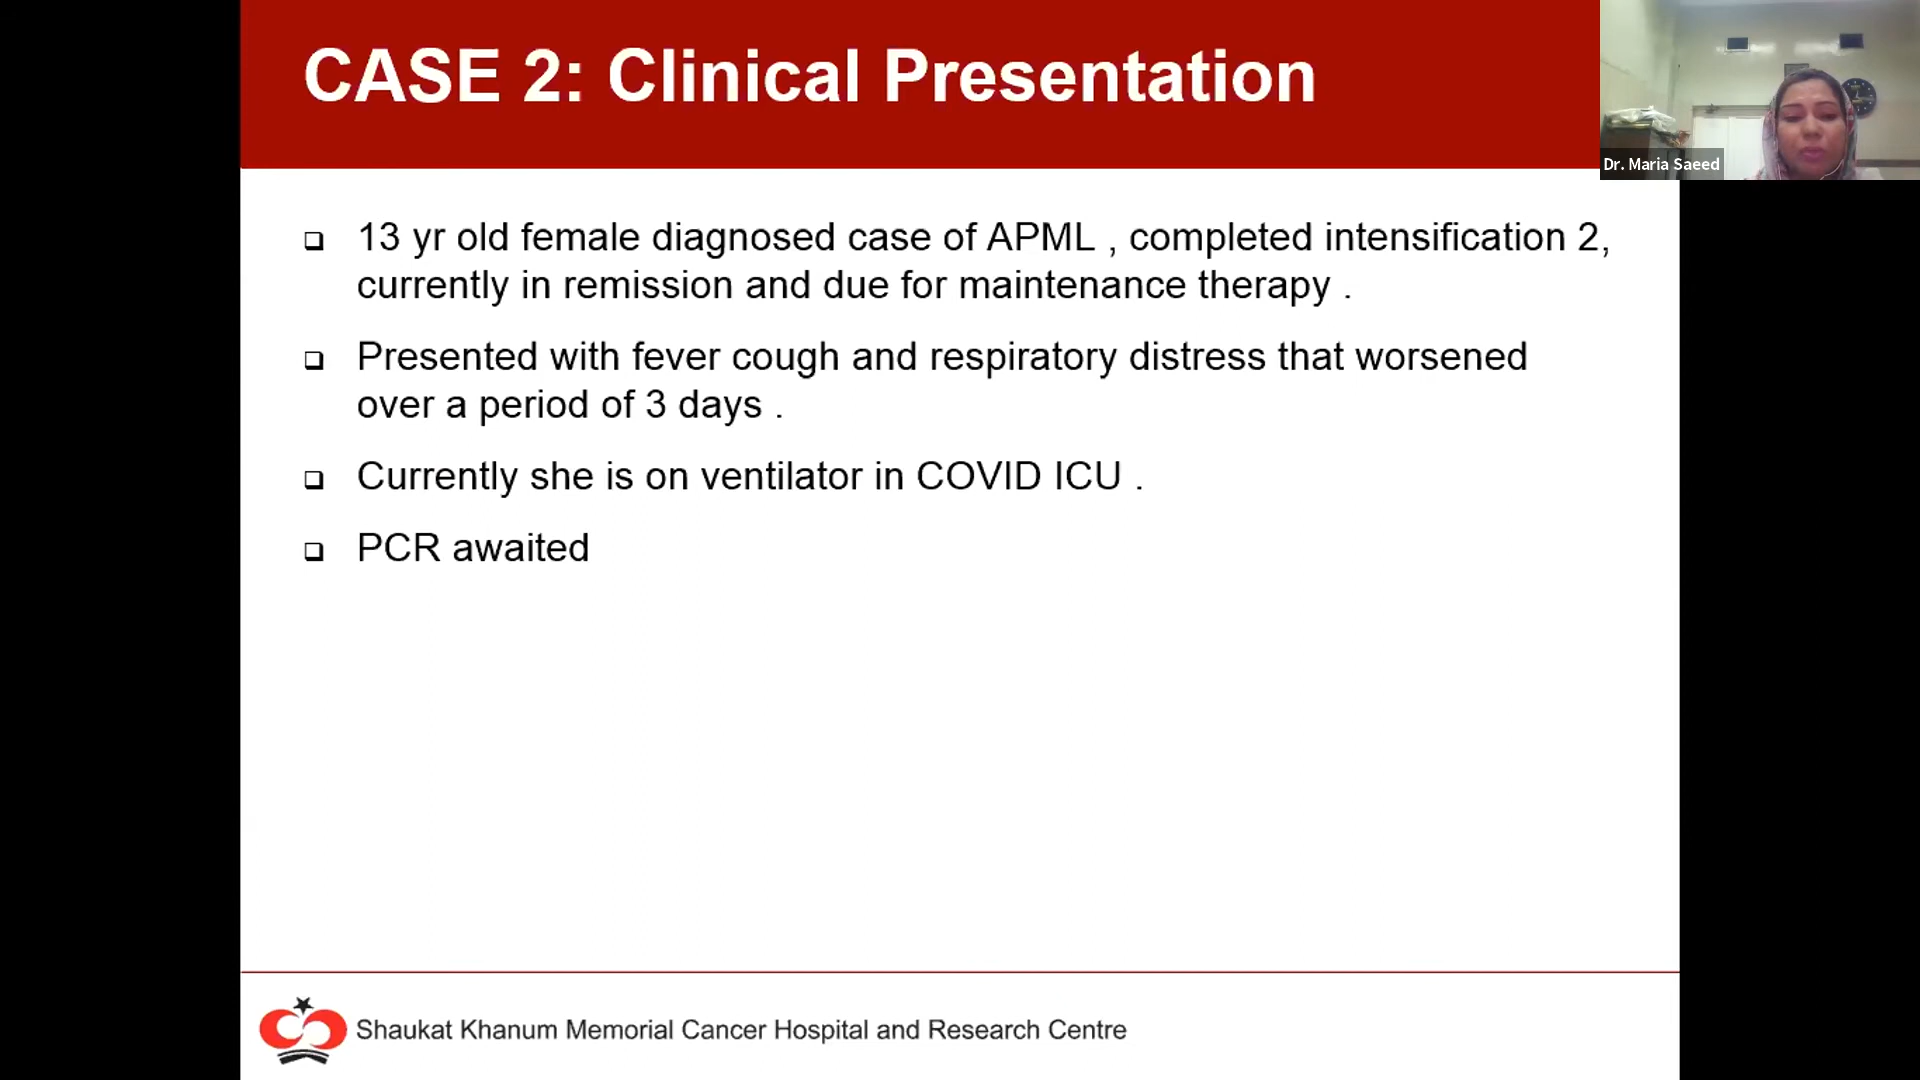 CASE 2: Clinical Presentation
Dr. Maria Saeed
13 yr old female diagnosed case of APML , completed intensification 2,
currently in remission and due for maintenance therapy .
Presented with fever cough and respiratory distress that worsened
over a period of 3 days .
Currently she is on ventilator in COVID ICU .
PCR awaited
Shaukat Khanum Memorial Cancer Hospital and Research Centre